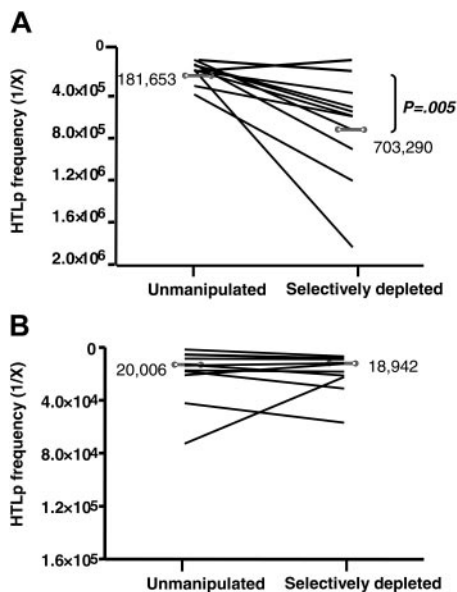 A
HTLp frequency (1/X)
0
4.0×10⁵
8.0×10⁵
1.2×10⁶
1.6×10⁶
2.0×10⁶
181,653
P=.005
703,290
Unmanipulated Selectively depleted
B
HTLp frequency (1/X)
0
4.0×10⁴
8.0×10⁴
1.2×10⁵
1.6×10⁵
20,006
18,942
Unmanipulated Selectively depleted